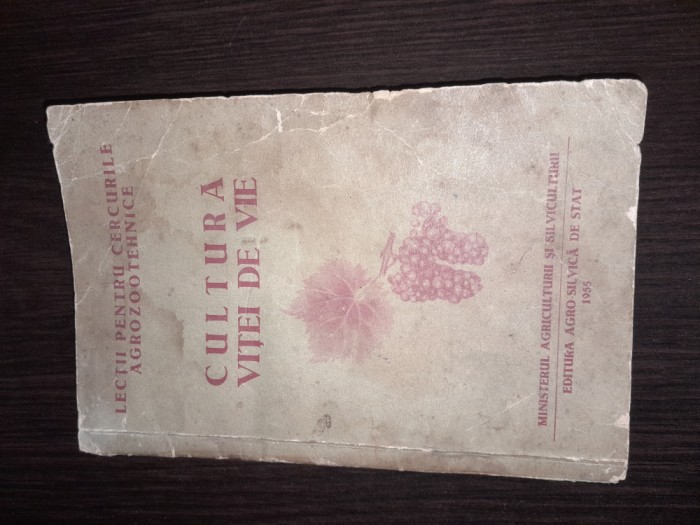 LECȚII PENTRU CERCURILE
AGROZOOTEHNICE
CULTURA
VIȚEI DE VIE
MINISTERUL AGRICULTURII ȘI SILVICULTURII
EDITURA AGRO-SILVICĂ DE STAT
1955